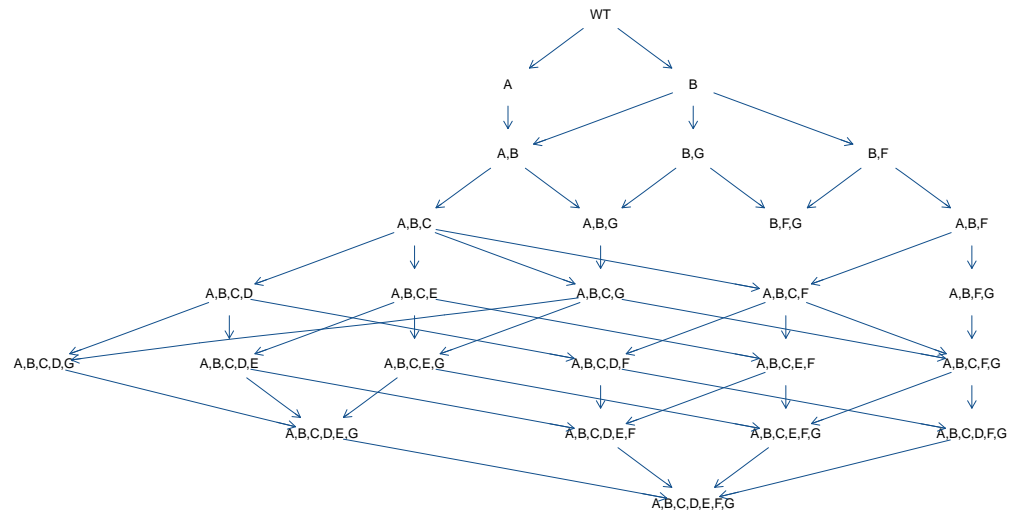 WT
A B
A,B B,G B,F
A,B,C A,B,G B,F,G A,B,F
A,B,C,D A,B,C,E A,B,C,G A,B,C,F A,B,F,G
A,B,C,D,G A,B,C,D,E A,B,C,E,G A,B,C,D,F A,B,C,E,F A,B,C,F,G
A,B,C,D,E,G A,B,C,D,E,F A,B,C,E,F,G A,B,C,D,F,G
A,B,C,D,E,F,G